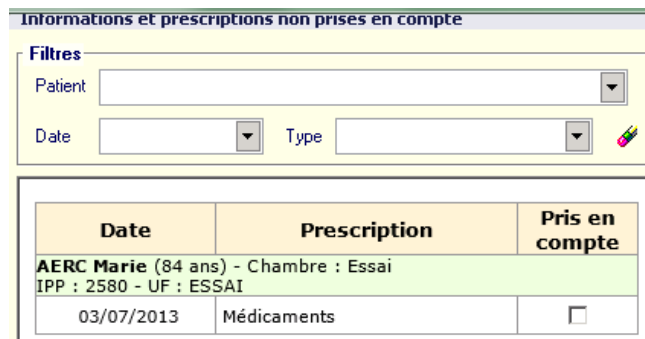 Informations et prescriptions non prises en compte
Filtres
Patient
Date Type
Date Prescription Pris en
compte
AERC Marie (84 ans) - Chambre : Essai
IPP : 2580 - UF : ESSAI
03/07/2013 Médicaments